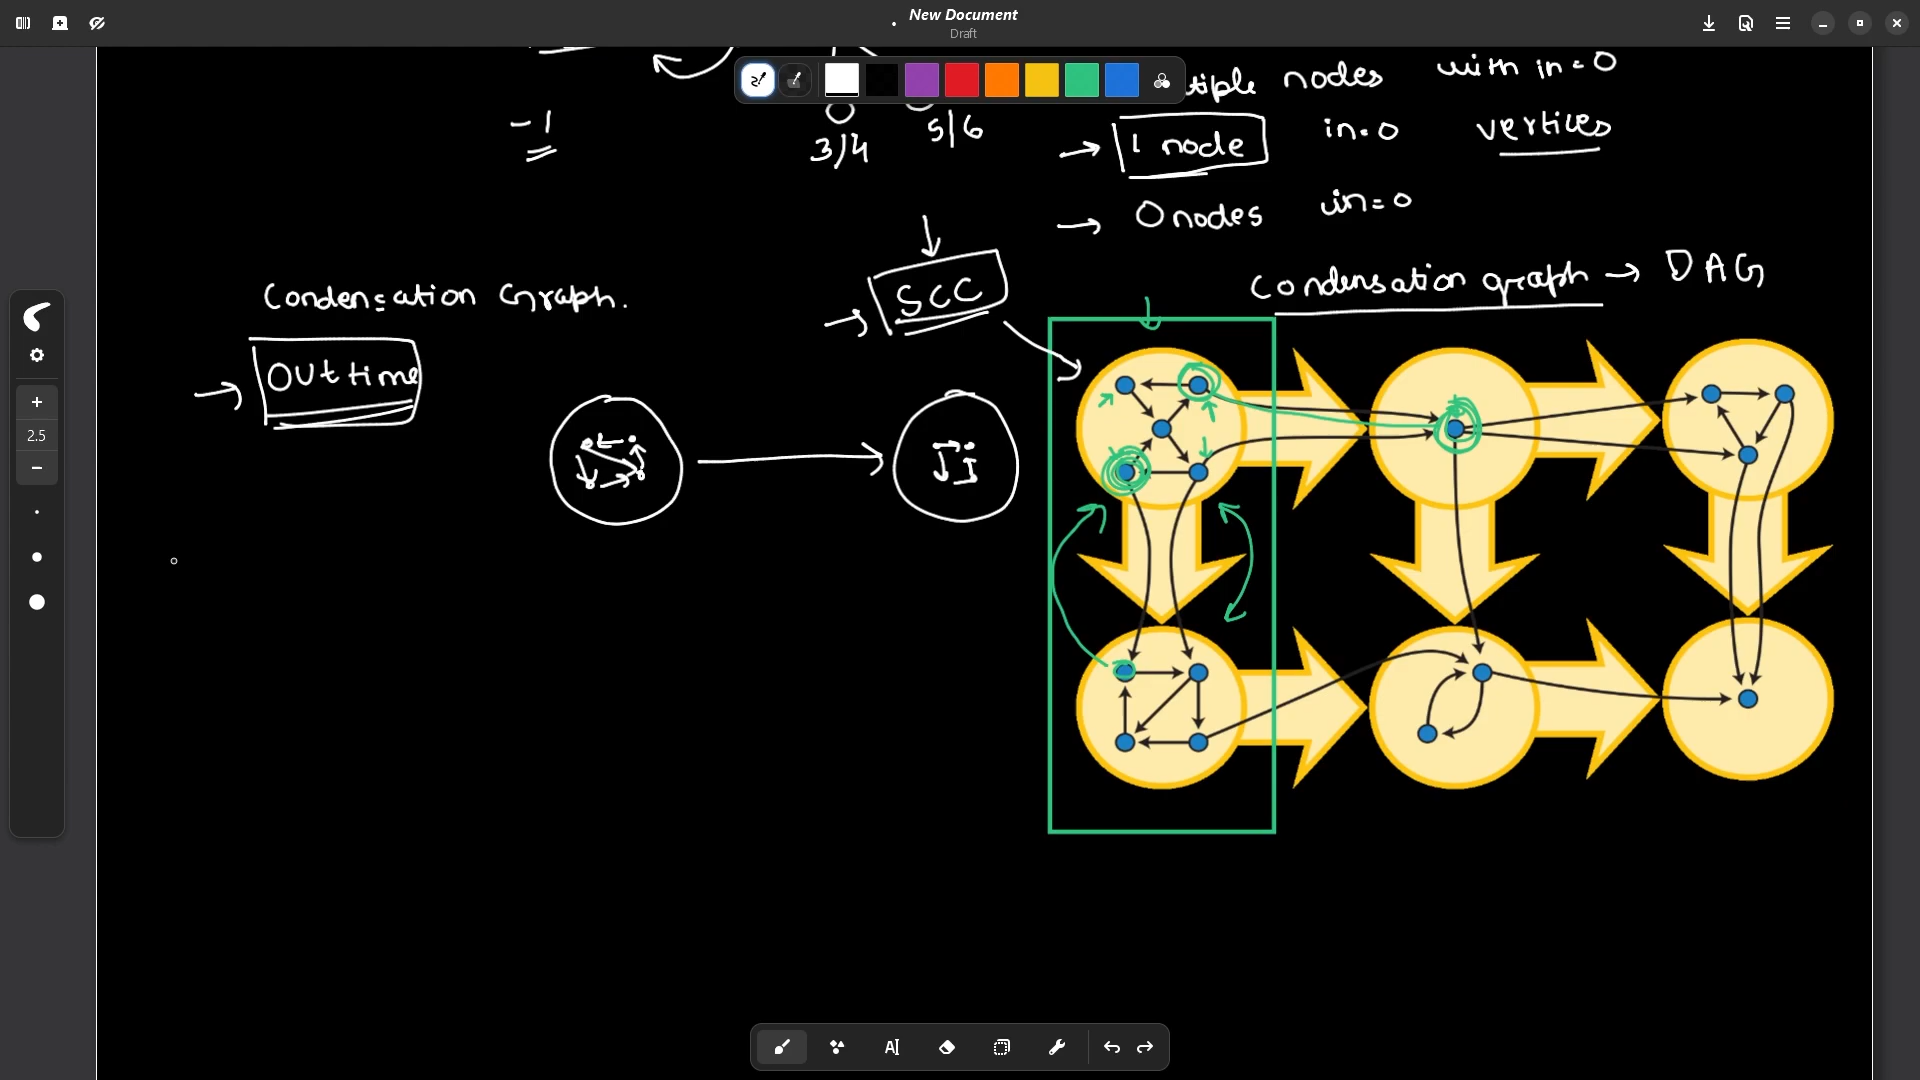 New Document
Draft
tiple nodes with in = 0
- 1
3/4 5/6
→ 1 node in = 0 vertices
→ 0 nodes in = 0
Condensation Graph.
SCC
Condensation graph → DAG
→ OUt time
+
2.5
−
AI